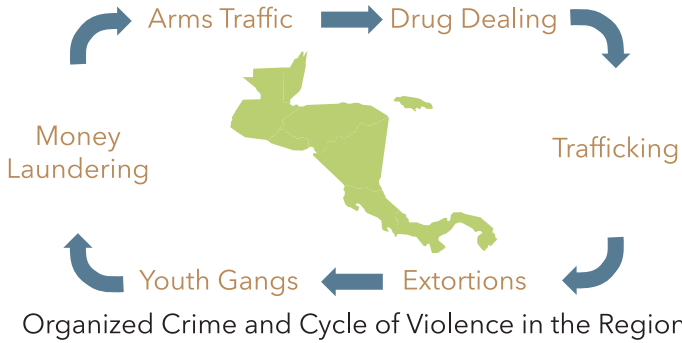 Arms Traffic
Drug Dealing
Trafficking
Extortions
Youth Gangs
Money
Laundering
Organized Crime and Cycle of Violence in the Region